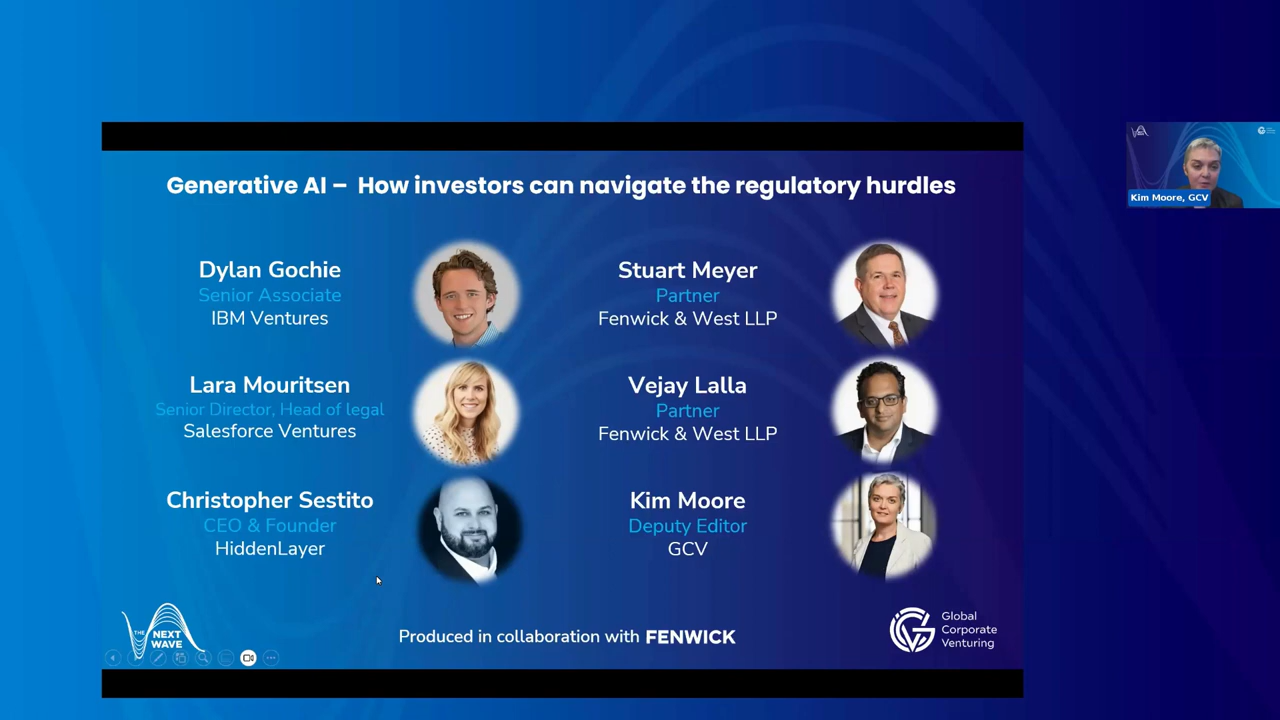 Generative AI – How investors can navigate the regulatory hurdles
Dylan Gochie
Senior Associate
IBM Ventures
Stuart Meyer
Partner
Fenwick & West LLP
Lara Mouritsen
Senior Director, Head of legal
Salesforce Ventures
Vejay Lalla
Partner
Fenwick & West LLP
Christopher Sestito
CEO & Founder
HiddenLayer
Kim Moore
Deputy Editor
GCV
THE
NEXT
WAVE
Produced in collaboration with FENWICK
Global
Corporate
Venturing
Kim Moore, GCV